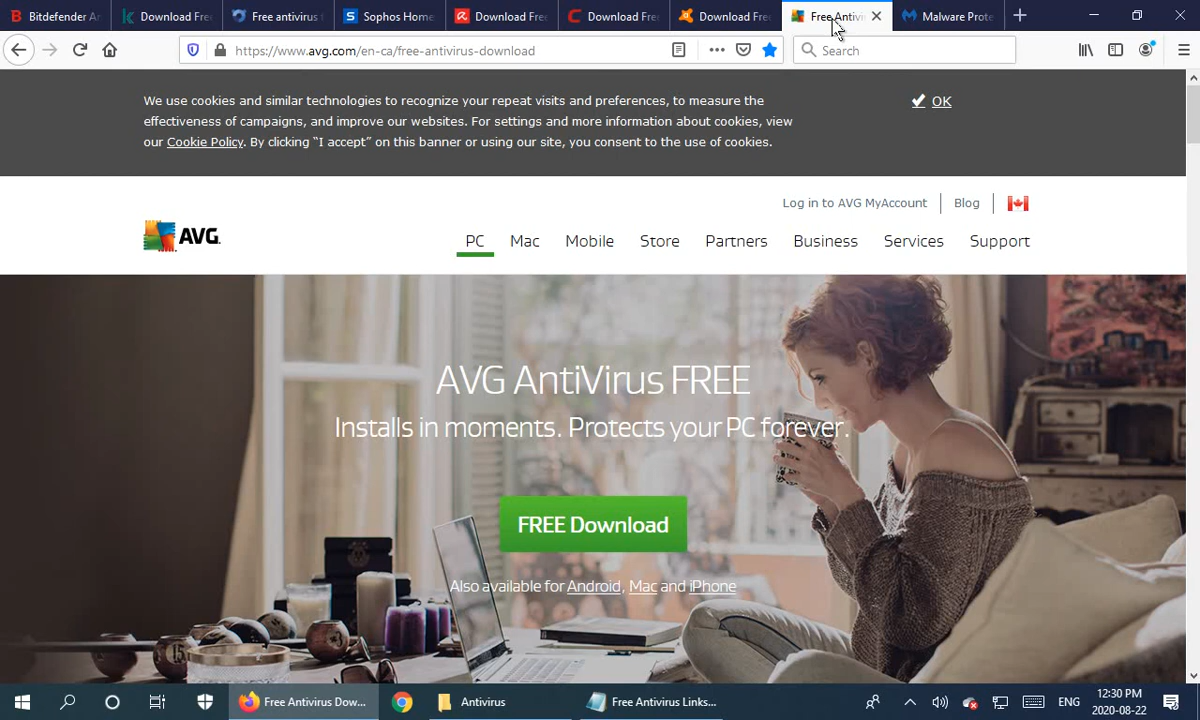 Bitdefender An
Download Free
Free antivirus f
Sophos Home
Download Free
Download Free
Download Free
Free Antivir
Malware Prote
https://www.avg.com/en-ca/free-antivirus-download
Search
We use cookies and similar technologies to recognize your repeat visits and preferences, to measure the
effectiveness of campaigns, and improve our websites. For settings and more information about cookies, view
our Cookie Policy. By clicking “I accept” on this banner or using our site, you consent to the use of cookies.
OK
Log in to AVG MyAccount
Blog
AVG.
PC
Mac
Mobile
Store
Partners
Business
Services
Support
AVG AntiVirus FREE
Installs in moments. Protects your PC forever.
FREE Download
Also available for Android, Mac and iPhone
Free Antivirus Dow...
Antivirus
Free Antivirus Links...
ENG
12:30 PM
2020-08-22